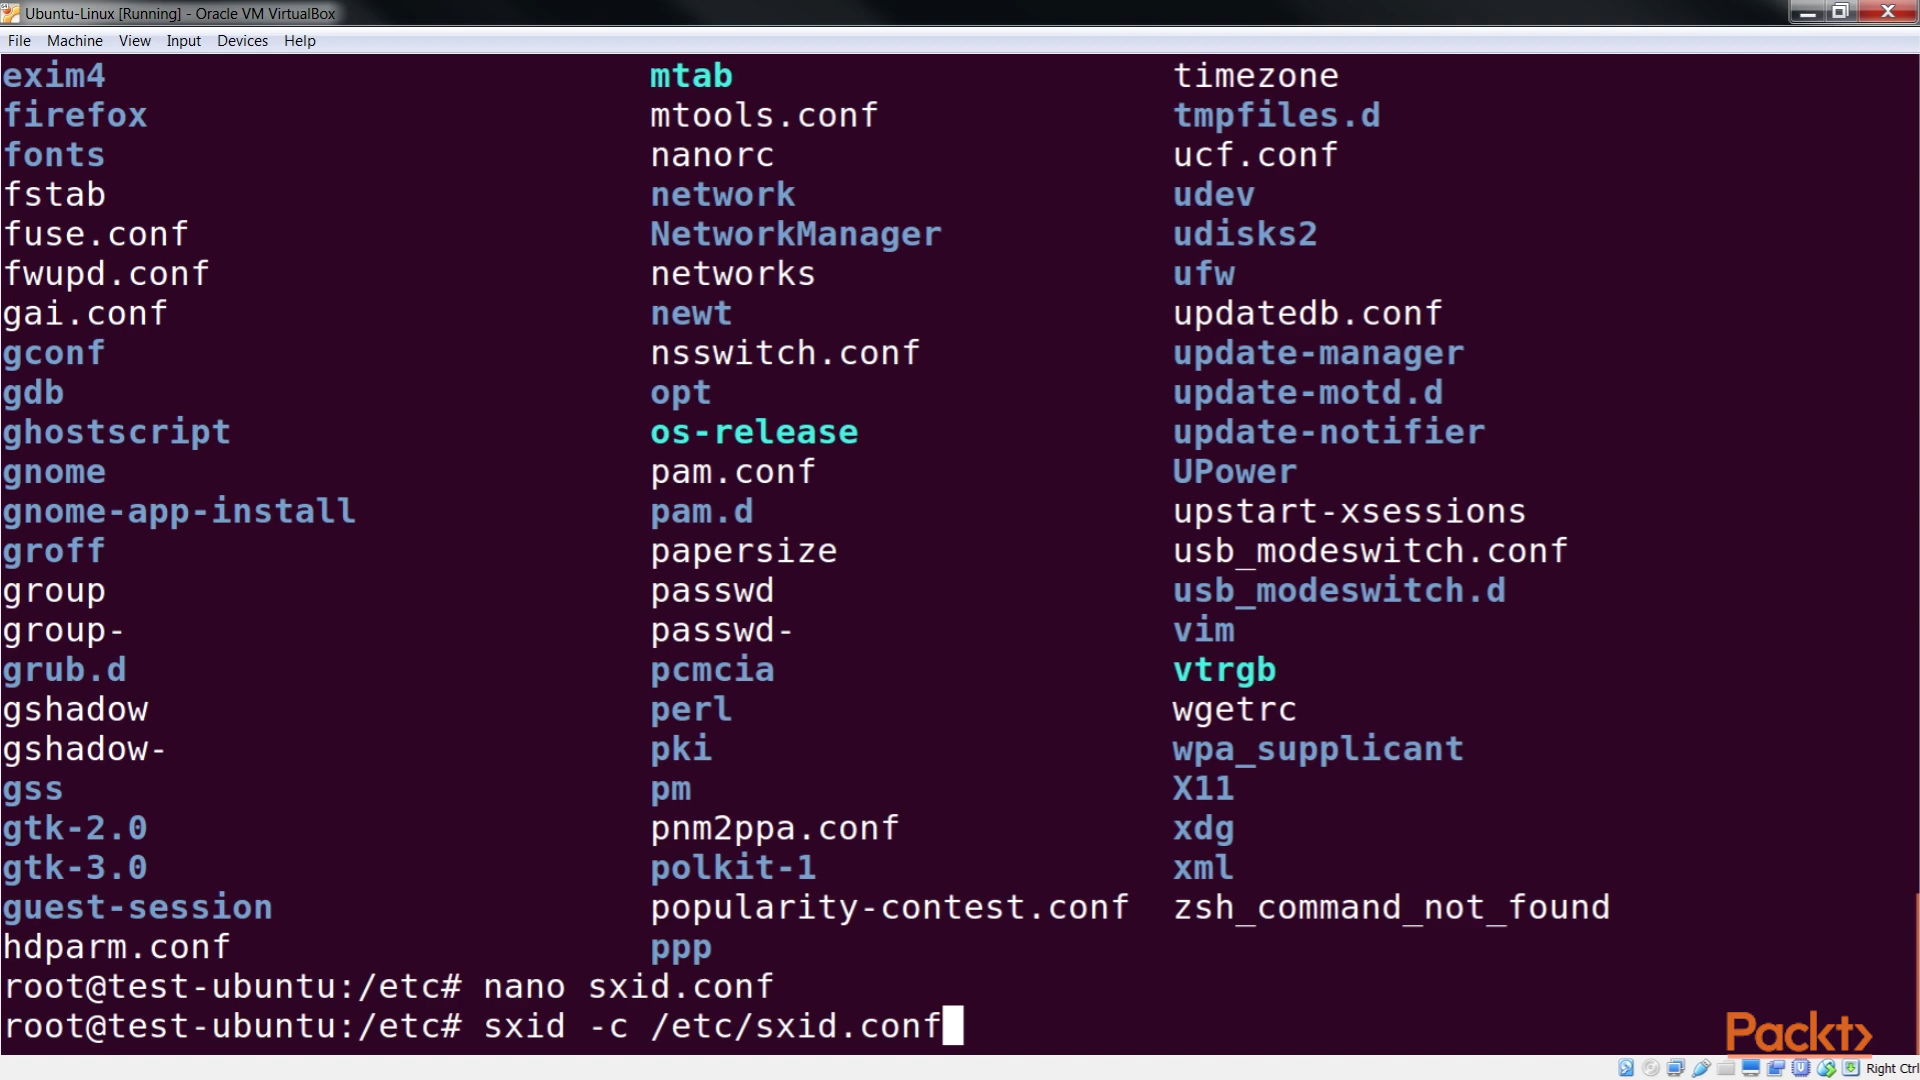 Ubuntu-Linux [Running] - Oracle VM VirtualBox
File Machine View Input Devices Help
exim4 mtab timezone
firefox mtools.conf tmpfiles.d
fonts nanorc ucf.conf
fstab network udev
fuse.conf NetworkManager udisks2
fwupd.conf networks ufw
gai.conf newt updatedb.conf
gconf nsswitch.conf update-manager
gdb opt update-motd.d
ghostscript os-release update-notifier
gnome pam.conf UPower
gnome-app-install pam.d upstart-xsessions
groff papersize usb_modeswitch.conf
group passwd usb_modeswitch.d
group- passwd- vim
grub.d pcmcia vtrgb
gshadow perl wgetrc
gshadow- pki wpa_supplicant
gss pm X11
gtk-2.0 pnm2ppa.conf xdg
gtk-3.0 polkit-1 xml
guest-session popularity-contest.conf zsh_command_not_found
hdparm.conf ppp
root@test-ubuntu:/etc# nano sxid.conf
root@test-ubuntu:/etc# sxid -c /etc/sxid.conf
Packt>
Right Ctrl